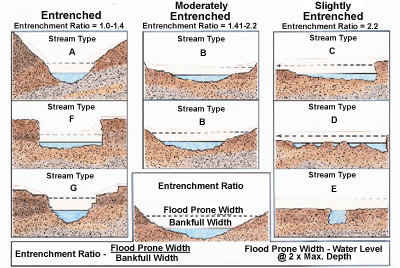 Entrenched
Entrenchment Ratio = 1.0-1.4
Moderately
Entrenched
Entrenchment Ratio = 1.41-2.2
Slightly
Entrenched
Entrenchment Ratio = 2.2
Stream Type
A
Stream Type
B
Stream Type
C
Stream Type
F
Stream Type
B
Stream Type
D
Stream Type
G
Entrenchment Ratio
Flood Prone Width
Bankfull Width
Stream Type
E
Entrenchment Ratio - Flood Prone Width
Bankfull Width
Flood Prone Width - Water Level
@ 2 x Max. Depth